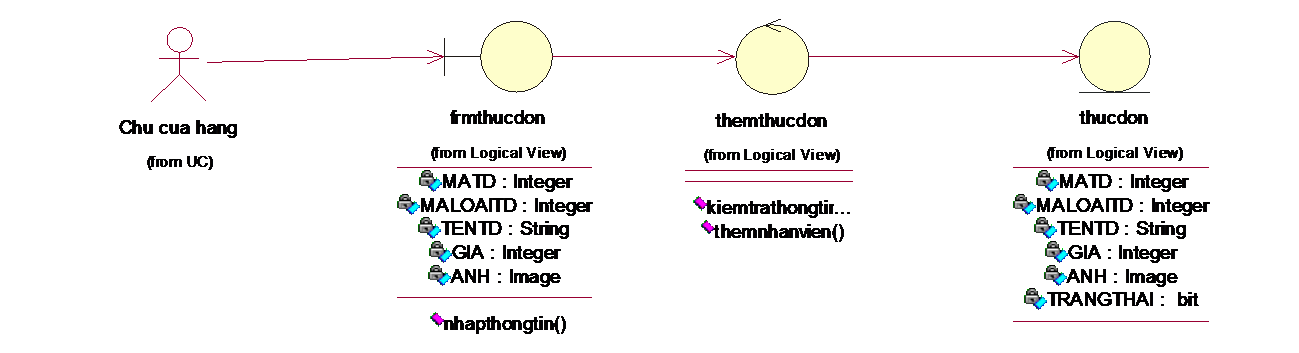 Chu cua hang
(from UC)
frmthucdon
(from Logical View)
MATD : Integer
MALOAITD : Integer
TENTD : String
GIA : Integer
ANH : Image
nhapthongtin()
themthucdon
(from Logical View)
kiemtrathongtin...
themnhanvien()
thucdon
(from Logical View)
MATD : Integer
MALOAITD : Integer
TENTD : String
GIA : Integer
ANH : Image
TRANGTHAI : bit